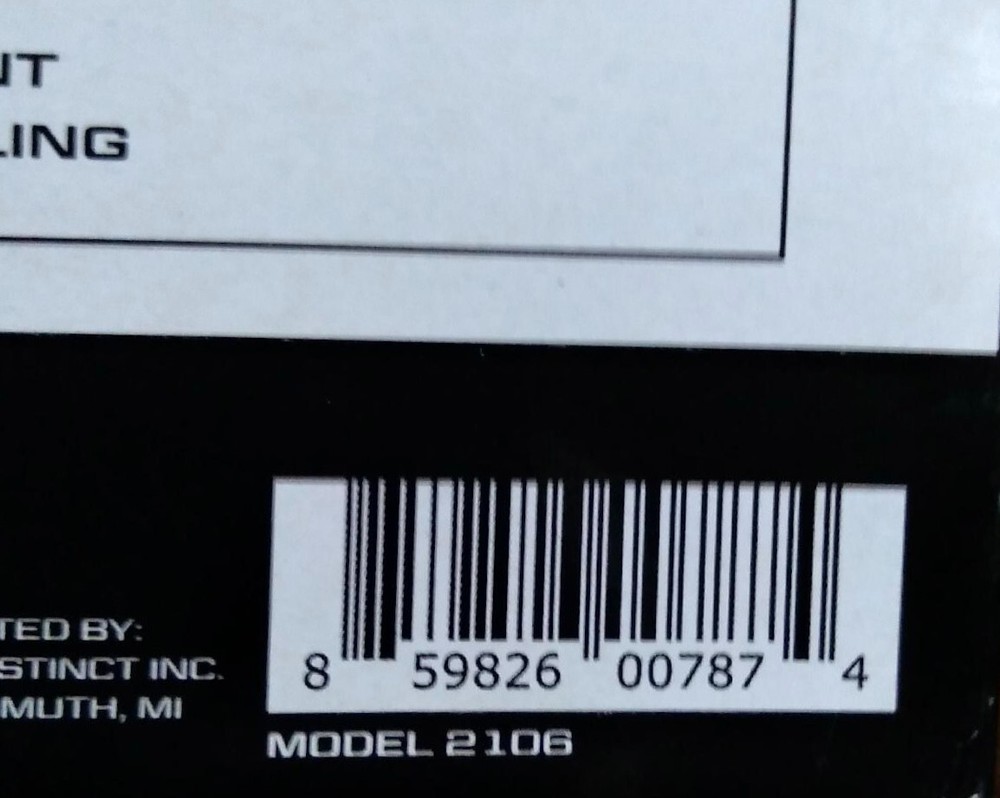 NT
LING
TED BY:
STINCT INC.
MUTH, MI
8 59826 00787 4
MODEL 2106